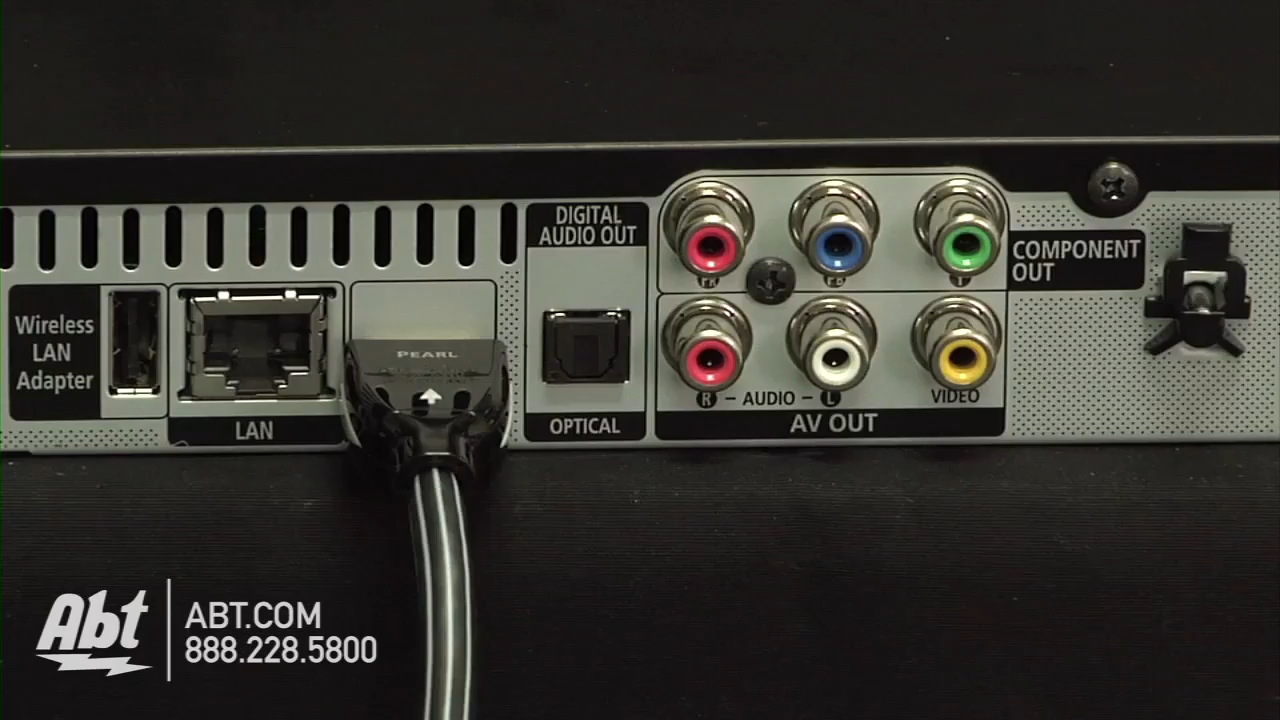 Wireless
LAN
Adapter
LAN
PEARL
DIGITAL
AUDIO OUT
OPTICAL
COMPONENT
OUT
R - AUDIO - L
VIDEO
AV OUT
Abt
ABT.COM
888.228.5800